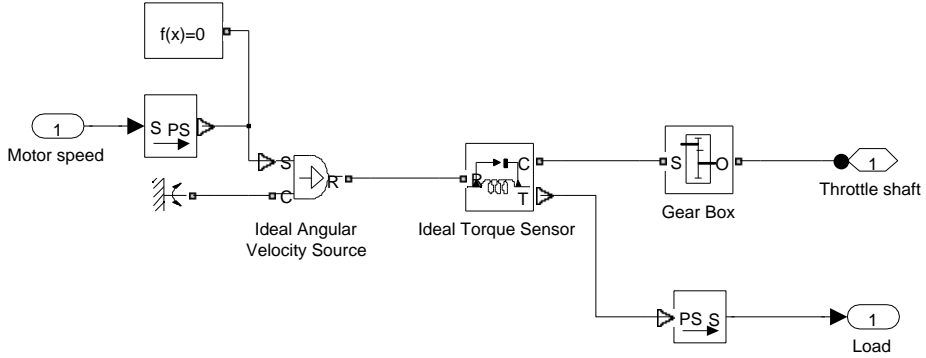 f(x)=0
1
Motor speed
S PS
S
C
R
Ideal Angular
Velocity Source
R
C
T
Ideal Torque Sensor
S
O
Gear Box
1
Throttle shaft
PS S
1
Load